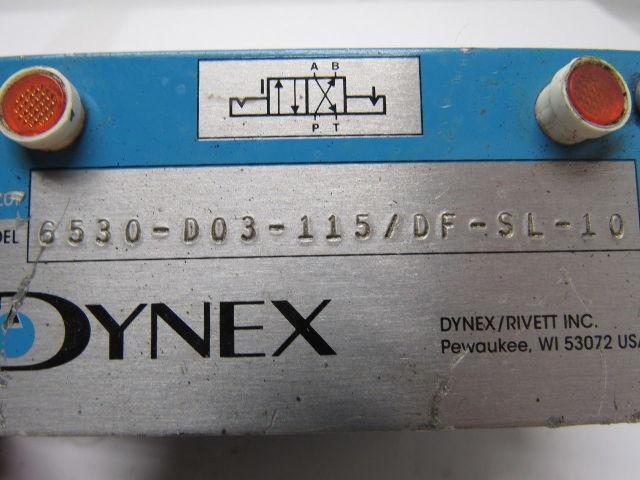 A B
P T
6530-D03-115/DF-SL-10
DYNEX
DYNEX/RIVETT INC.
Pewaukee, WI 53072 USA